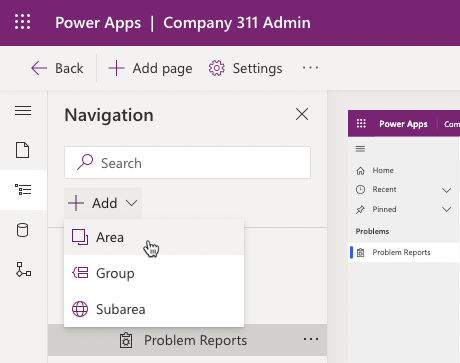 Power Apps | Company 311 Admin
Back Add page Settings ...
Navigation
Search
Add
Area
Group
Subarea
Problem Reports ...
Power Apps Com
Home
Recent
Pinned
Problems
Problem Reports